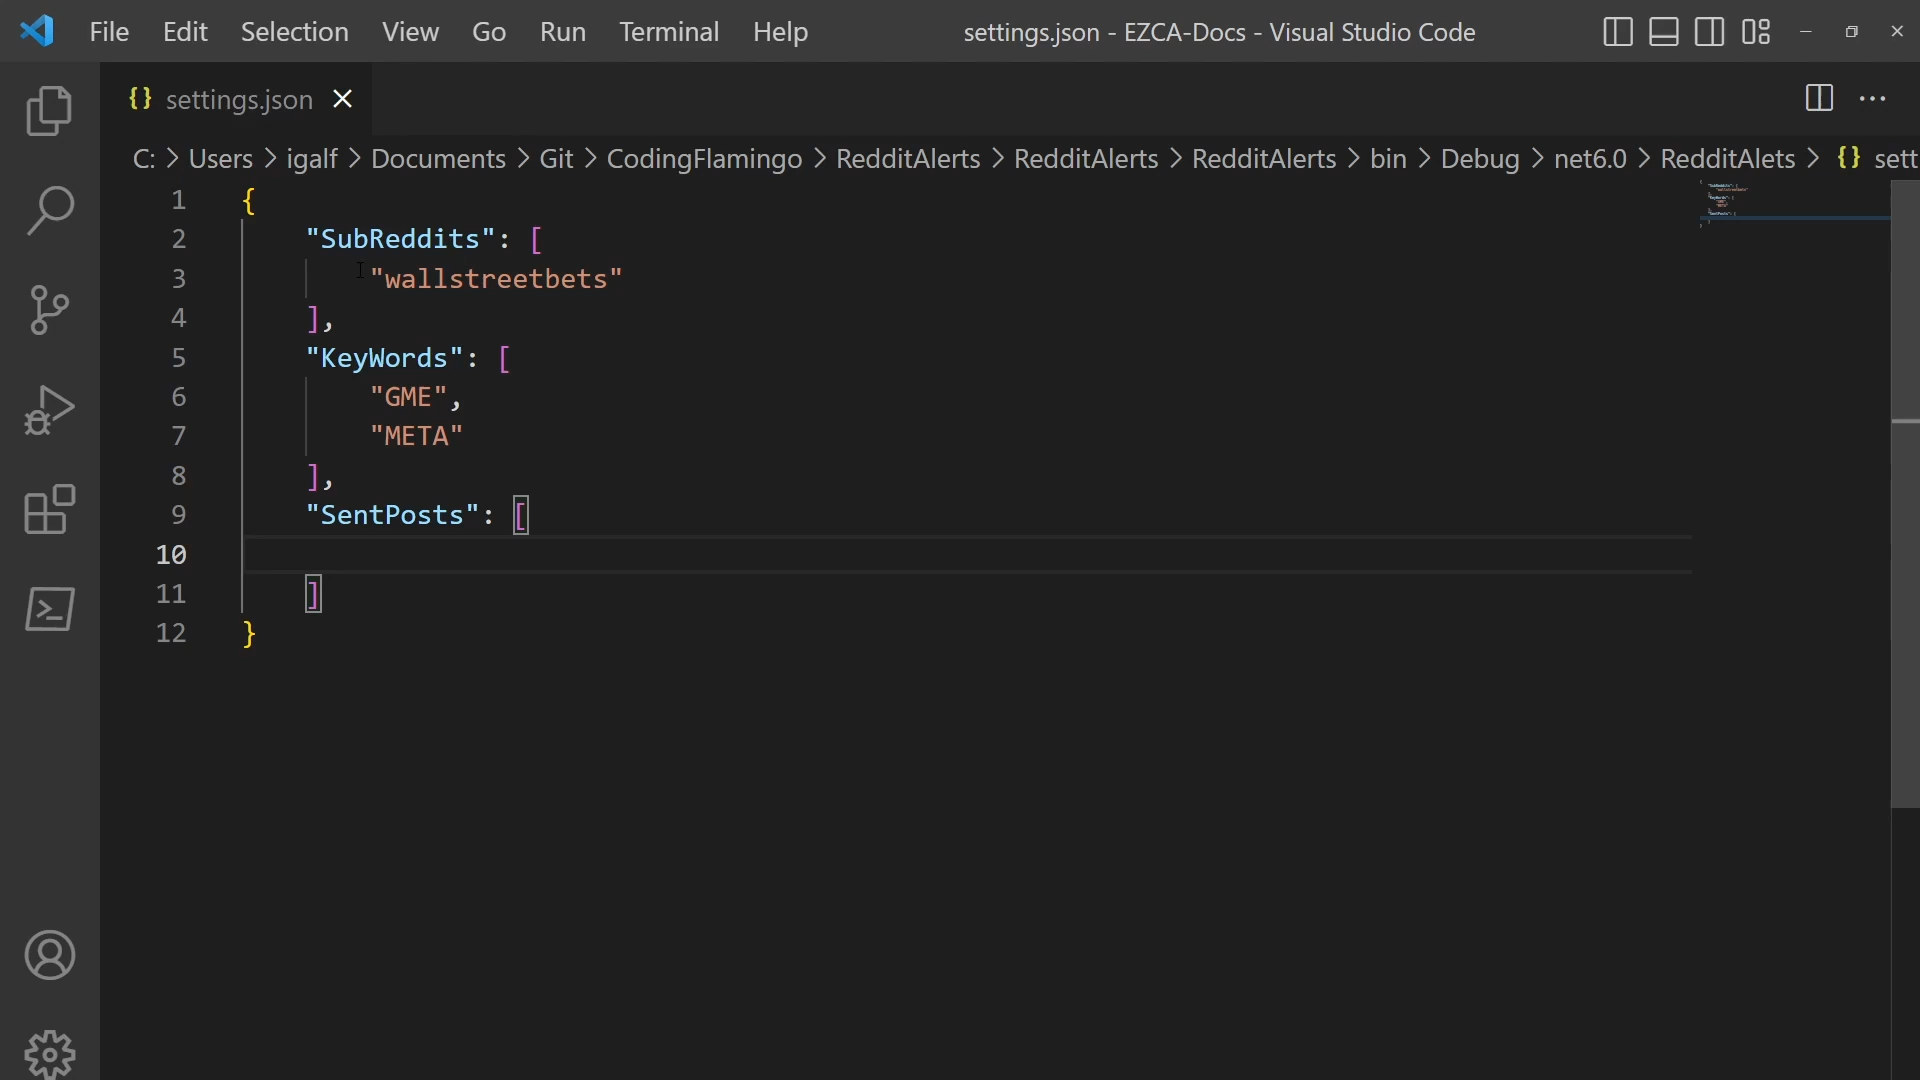 File Edit Selection View Go Run Terminal Help settings.json - EZCA-Docs - Visual Studio Code
{} settings.json
C: > Users > igalf > Documents > Git > CodingFlamingo > RedditAlerts > RedditAlerts > RedditAlerts > bin > Debug > net6.0 > RedditAlets > {} sett
1 {
2 "SubReddits": [
3 "wallstreetbets"
4 ],
5 "KeyWords": [
6 "GME",
7 "META"
8 ],
9 "SentPosts": [
10
11 ]
12 }